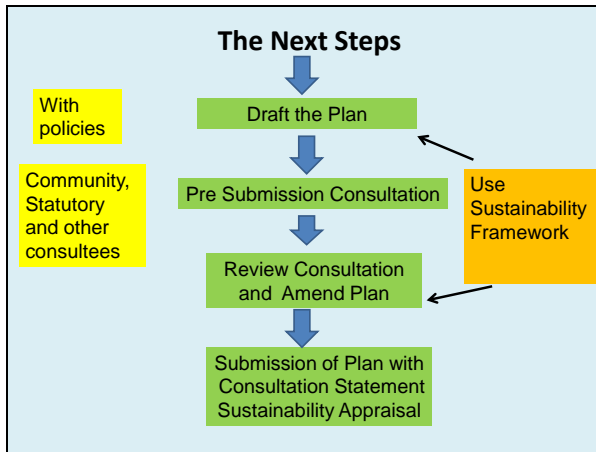 The Next Steps
With
policies
Draft the Plan
Community,
Statutory
and other
consultees
Pre Submission Consultation
Use
Sustainability
Framework
Review Consultation
and Amend Plan
Submission of Plan with
Consultation Statement
Sustainability Appraisal